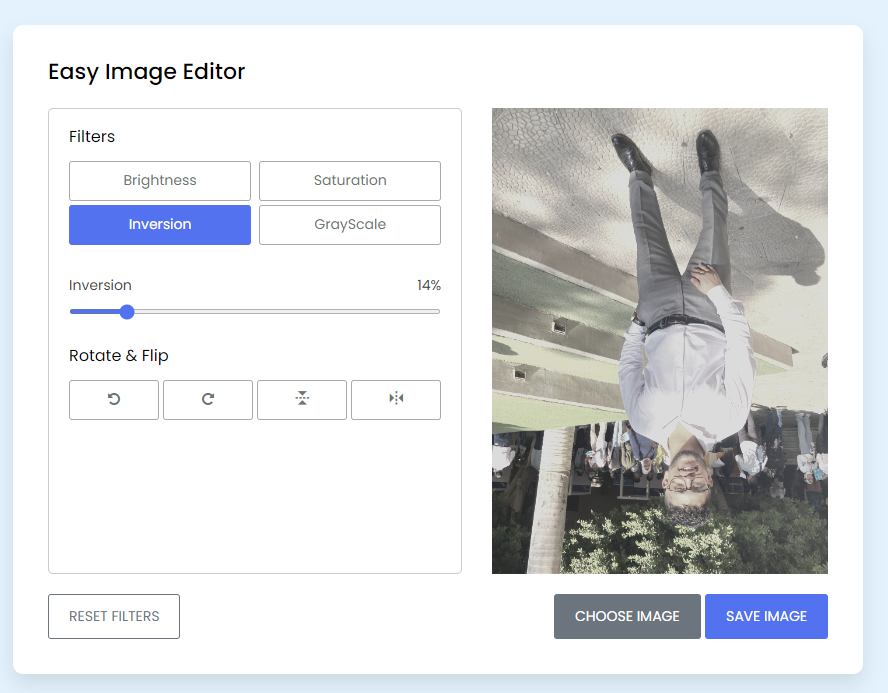 Easy Image Editor
Filters
Brightness
Saturation
Inversion
GrayScale
Inversion
14%
Rotate & Flip
RESET FILTERS
CHOOSE IMAGE
SAVE IMAGE